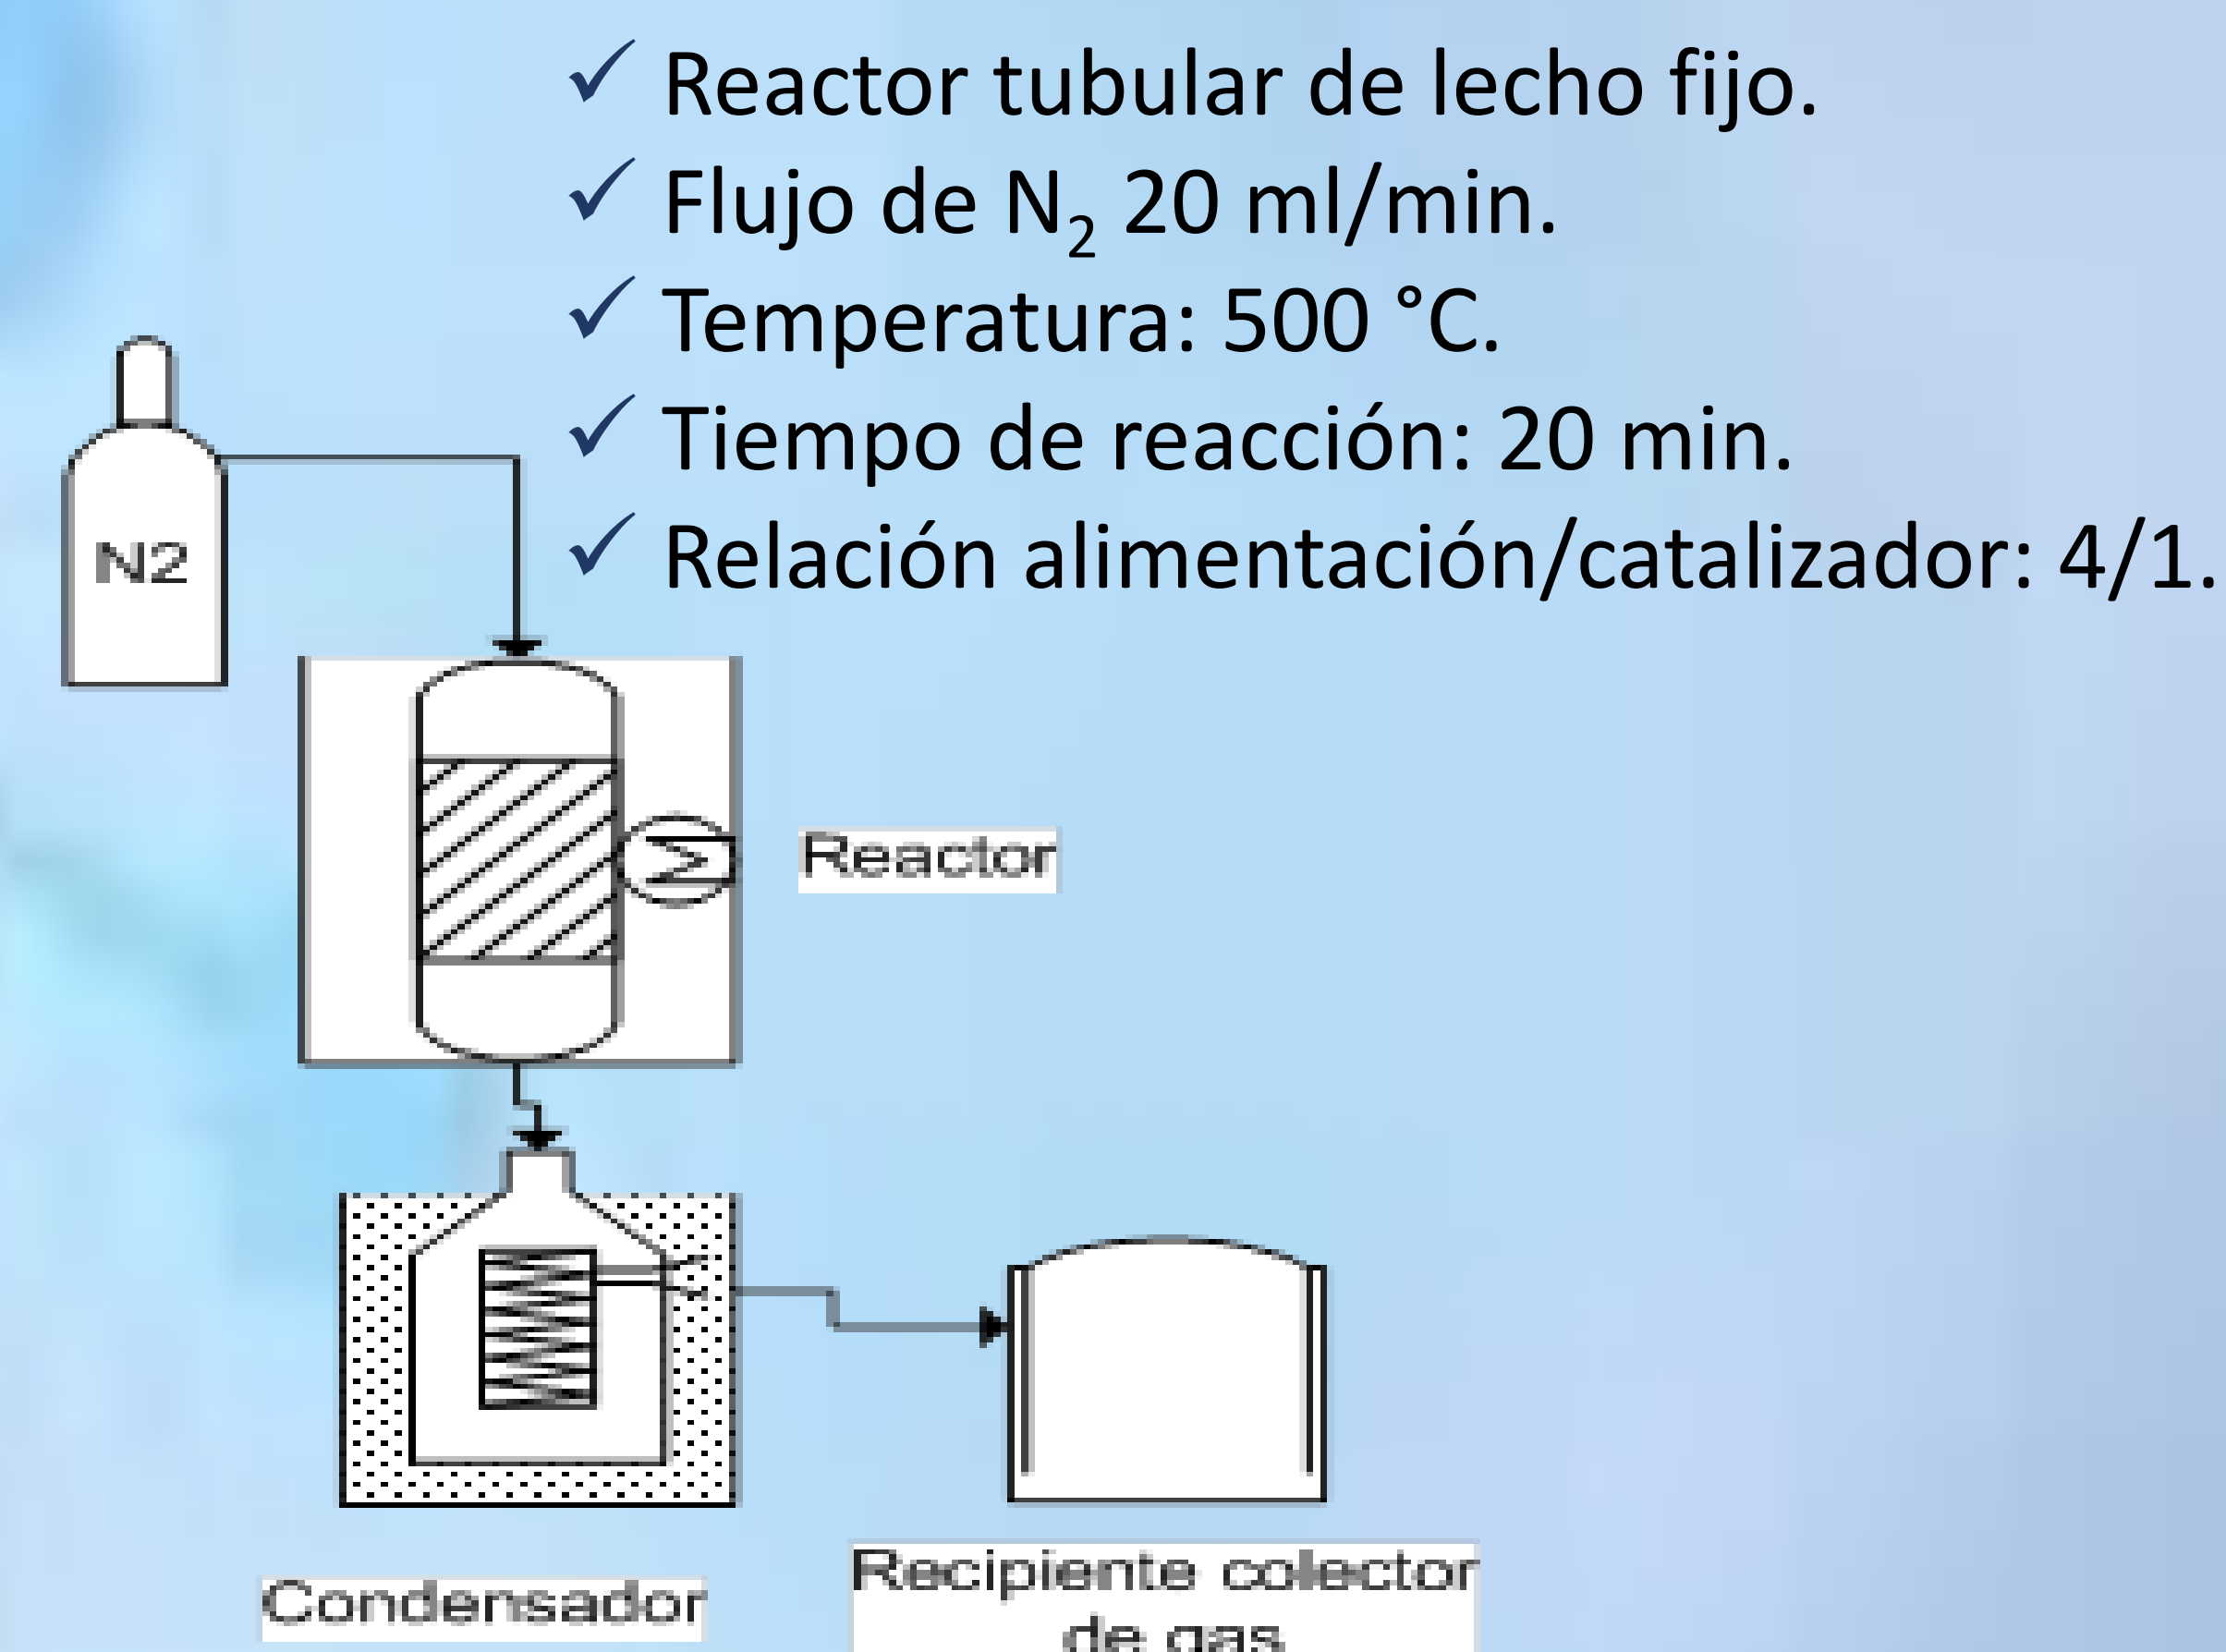 Reactor tubular de lecho fijo.
Flujo de N₂ 20 ml/min.
Temperatura: 500 °C.
Tiempo de reacción: 20 min.
Relación alimentación/catalizador: 4/1.
N2
Reactor
Condensador
Recipiente colector
de gas